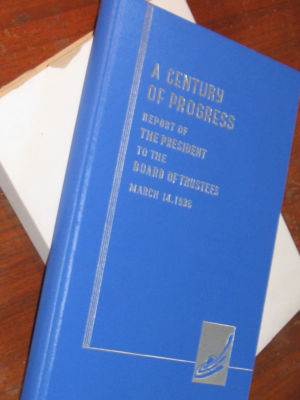 A CENTURY
OF PROGRESS
REPORT OF
THE PRESIDENT
TO THE
BOARD OF TRUSTEES
MARCH 14, 1936